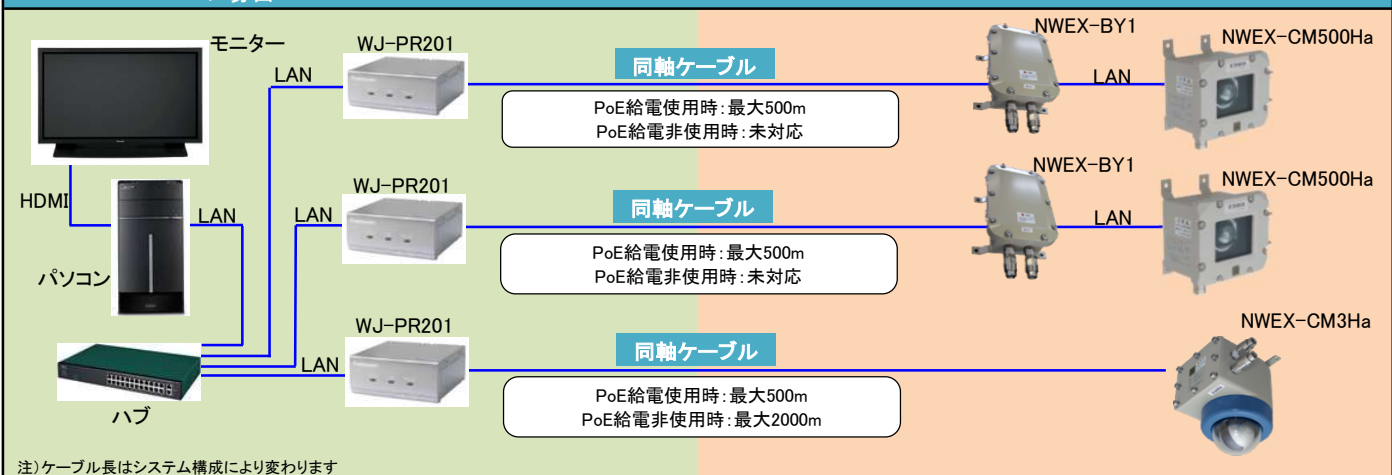 モニター
WJ-PR201
NWEX-BY1
NWEX-CM500Ha
LAN
同軸ケーブル
LAN
PoE給電使用時：最大500m
PoE給電非使用時：未対応
HDMI
LAN
LAN
WJ-PR201
NWEX-BY1
NWEX-CM500Ha
同軸ケーブル
LAN
パソコン
PoE給電使用時：最大500m
PoE給電非使用時：未対応
WJ-PR201
NWEX-CM3Ha
LAN
同軸ケーブル
ハブ
PoE給電使用時：最大500m
PoE給電非使用時：最大2000m
注）ケーブル長はシステム構成により変わります